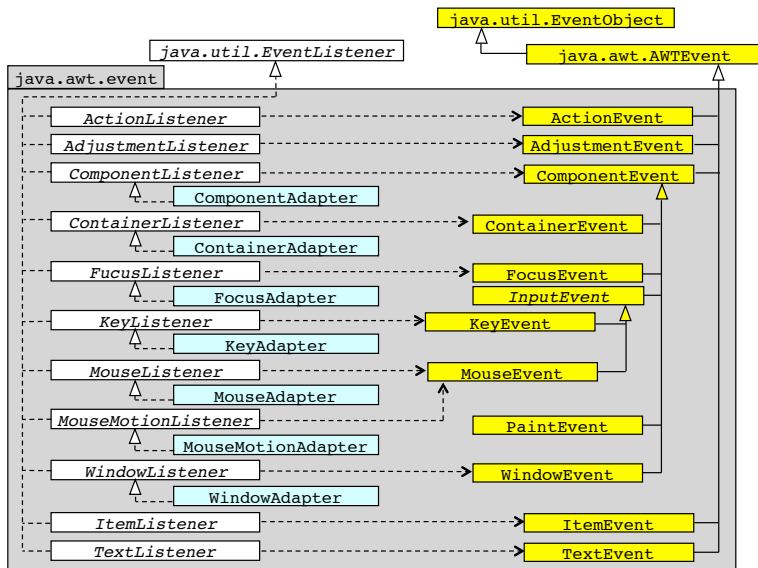 java.util.EventObject
java.util.EventListener
java.awt.AWTEvent
java.awt.event
ActionListener
ActionEvent
AdjustmentListener
AdjustmentEvent
ComponentListener
ComponentEvent
ComponentAdapter
ContainerListener
ContainerEvent
ContainerAdapter
FucusListener
FocusEvent
FocusAdapter
InputEvent
KeyListener
KeyEvent
KeyAdapter
MouseListener
MouseEvent
MouseAdapter
MouseMotionListener
PaintEvent
MouseMotionAdapter
WindowListener
WindowEvent
WindowAdapter
ItemListener
ItemEvent
TextListener
TextEvent